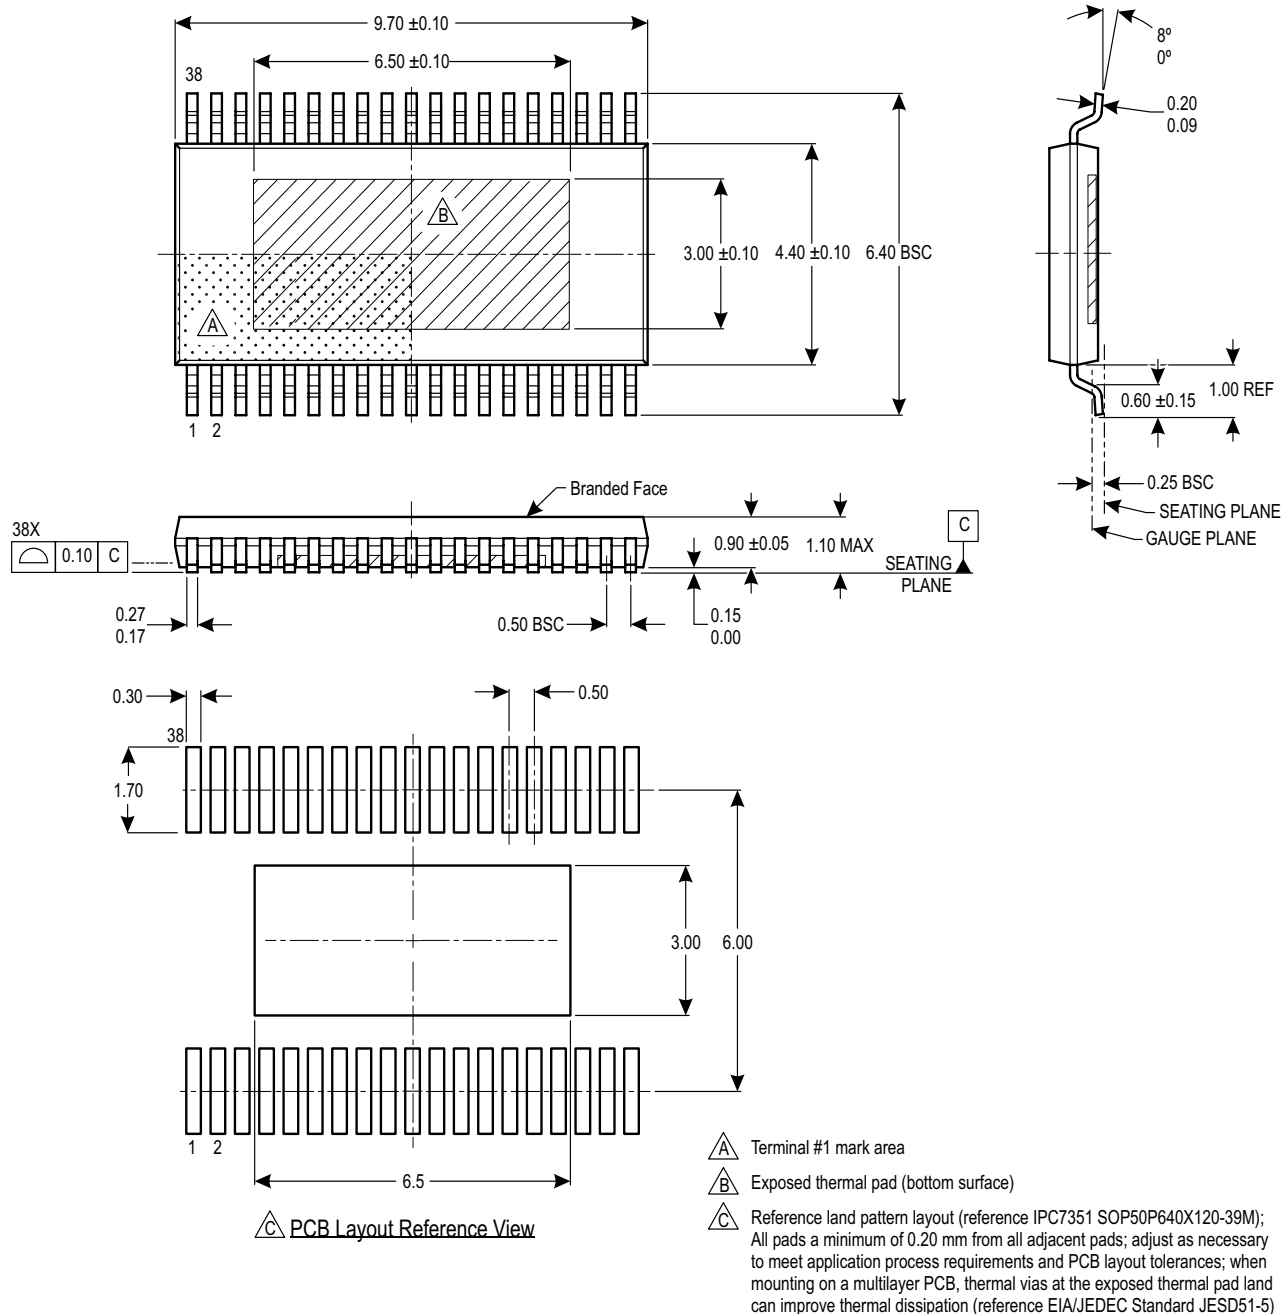 9.70 ±0.10
6.50 ±0.10
38
8º
0º
0.20
0.09
B
3.00 ±0.10
4.40 ±0.10
6.40 BSC
A
1 2
0.60 ±0.15
1.00 REF
0.25 BSC
SEATING PLANE
GAUGE PLANE
Branded Face
38X
0.10 C
0.90 ±0.05
1.10 MAX
C
SEATING
PLANE
0.27
0.17
0.50 BSC
0.15
0.00
0.30
0.50
38
1.70
3.00
6.00
1 2
6.5
C PCB Layout Reference View
A Terminal #1 mark area
B Exposed thermal pad (bottom surface)
C Reference land pattern layout (reference IPC7351 SOP50P640X120-39M);
All pads a minimum of 0.20 mm from all adjacent pads; adjust as necessary
to meet application process requirements and PCB layout tolerances; when
mounting on a multilayer PCB, thermal vias at the exposed thermal pad land
can improve thermal dissipation (reference EIA/JEDEC Standard JESD51-5)